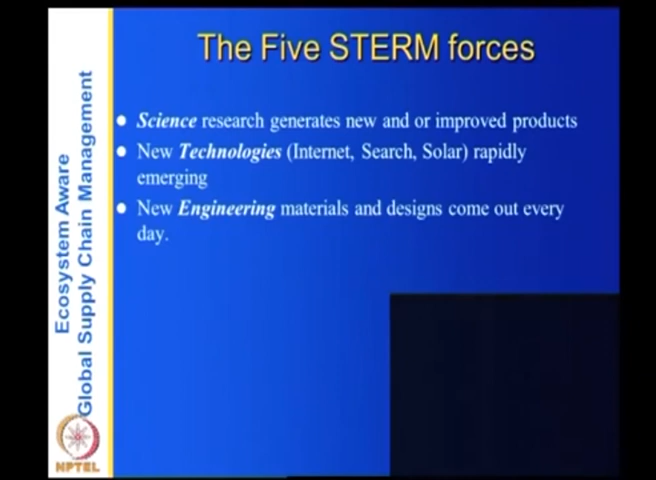 The Five STERM forces
Science research generates new and or improved products
New Technologies (Internet, Search, Solar) rapidly
emerging
New Engineering materials and designs come out every
day.
Ecosystem Aware
Global Supply Chain Management
NPTEL